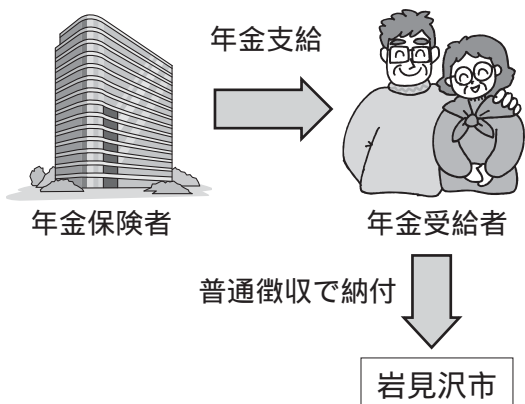 年金支給
年金保険者
年金受給者
普通徴収で納付
岩見沢市